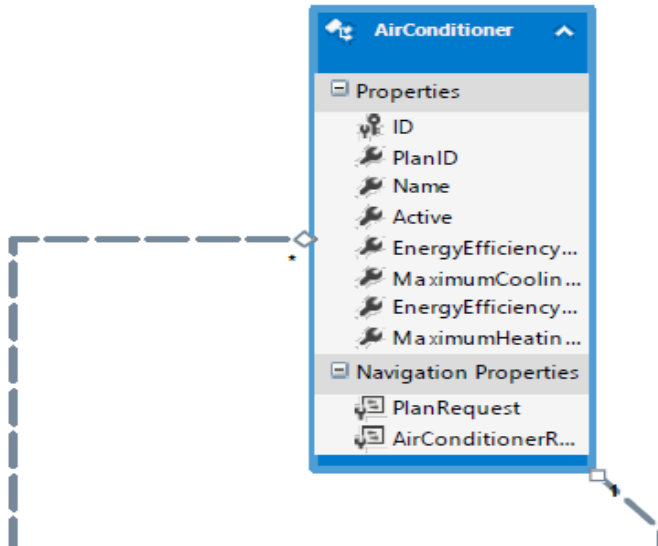 AirConditioner
Properties
ID
PlanID
Name
Active
EnergyEfficiency...
MaximumCoolin...
EnergyEfficiency...
MaximumHeatin...
Navigation Properties
PlanRequest
AirConditionerR...
*
1